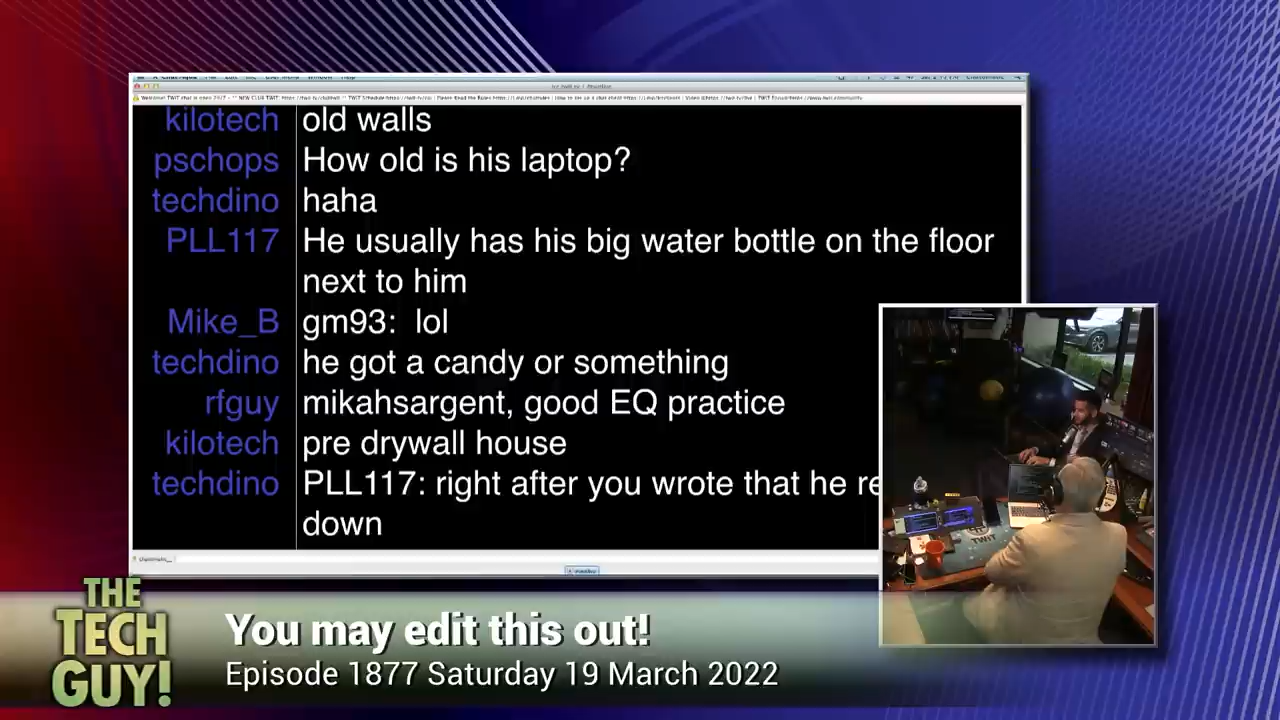 kilotech old walls
pschops How old is his laptop?
techdino haha
PLL117 He usually has his big water bottle on the floor
next to him
Mike_B gm93: lol
techdino he got a candy or something
rfguy mikahsargent, good EQ practice
kilotech pre drywall house
techdino PLL117: right after you wrote that he re
down
TWiT
THE
TECH
GUY!
You may edit this out!
Episode 1877 Saturday 19 March 2022